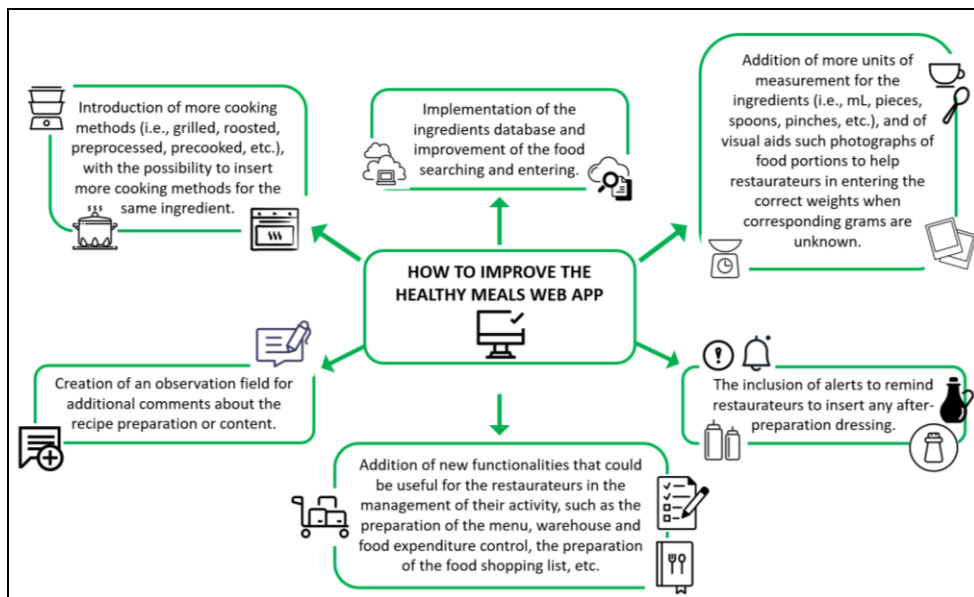 Introduction of more cooking
methods (i.e., grilled, roosted,
preprocessed, precooked, etc.),
with the possibility to insert
more cooking methods for the
same ingredient.
Implementation of the
ingredients database and
improvement of the food
searching and entering.
Addition of more units of
measurement for the
ingredients (i.e., mL, pieces,
spoons, pinches, etc.), and of
visual aids such photographs of
food portions to help
restaurateurs in entering the
correct weights when
corresponding grams are
unknown.
HOW TO IMPROVE THE
HEALTHY MEALS WEB APP
Creation of an observation field for
additional comments about the
recipe preparation or content.
The inclusion of alerts to remind
restaurateurs to insert any after-
preparation dressing.
Addition of new functionalities that could
be useful for the restaurateurs in the
management of their activity, such as the
preparation of the menu, warehouse and
food expenditure control, the preparation
of the food shopping list, etc.